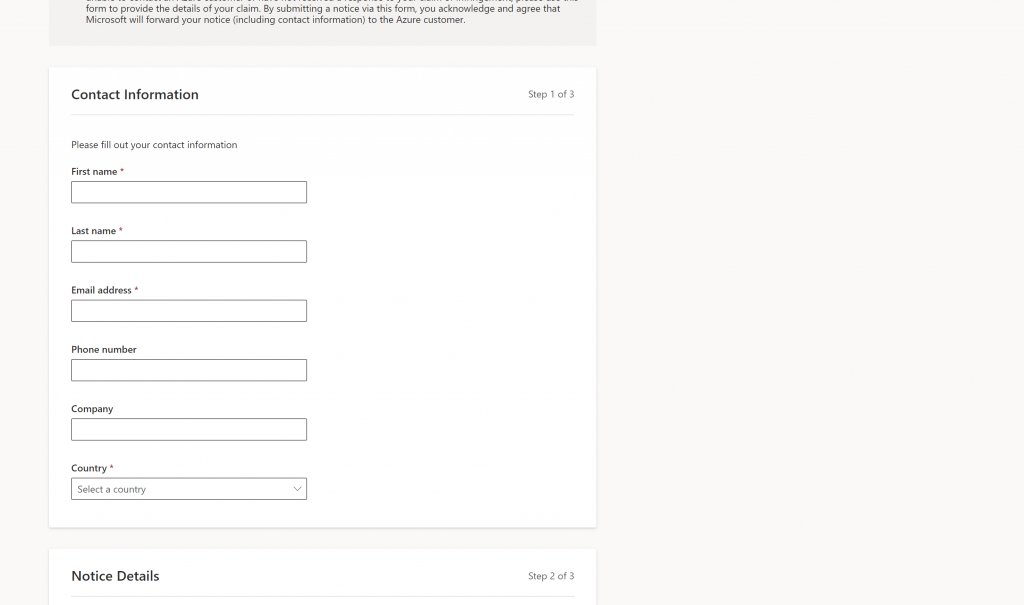 form to provide the details of your claim. By submitting a notice via this form, you acknowledge and agree that
Microsoft will forward your notice (including contact information) to the Azure customer.
Contact Information
Step 1 of 3
Please fill out your contact information
First name *
Last name *
Email address *
Phone number
Company
Country *
Select a country
Notice Details
Step 2 of 3